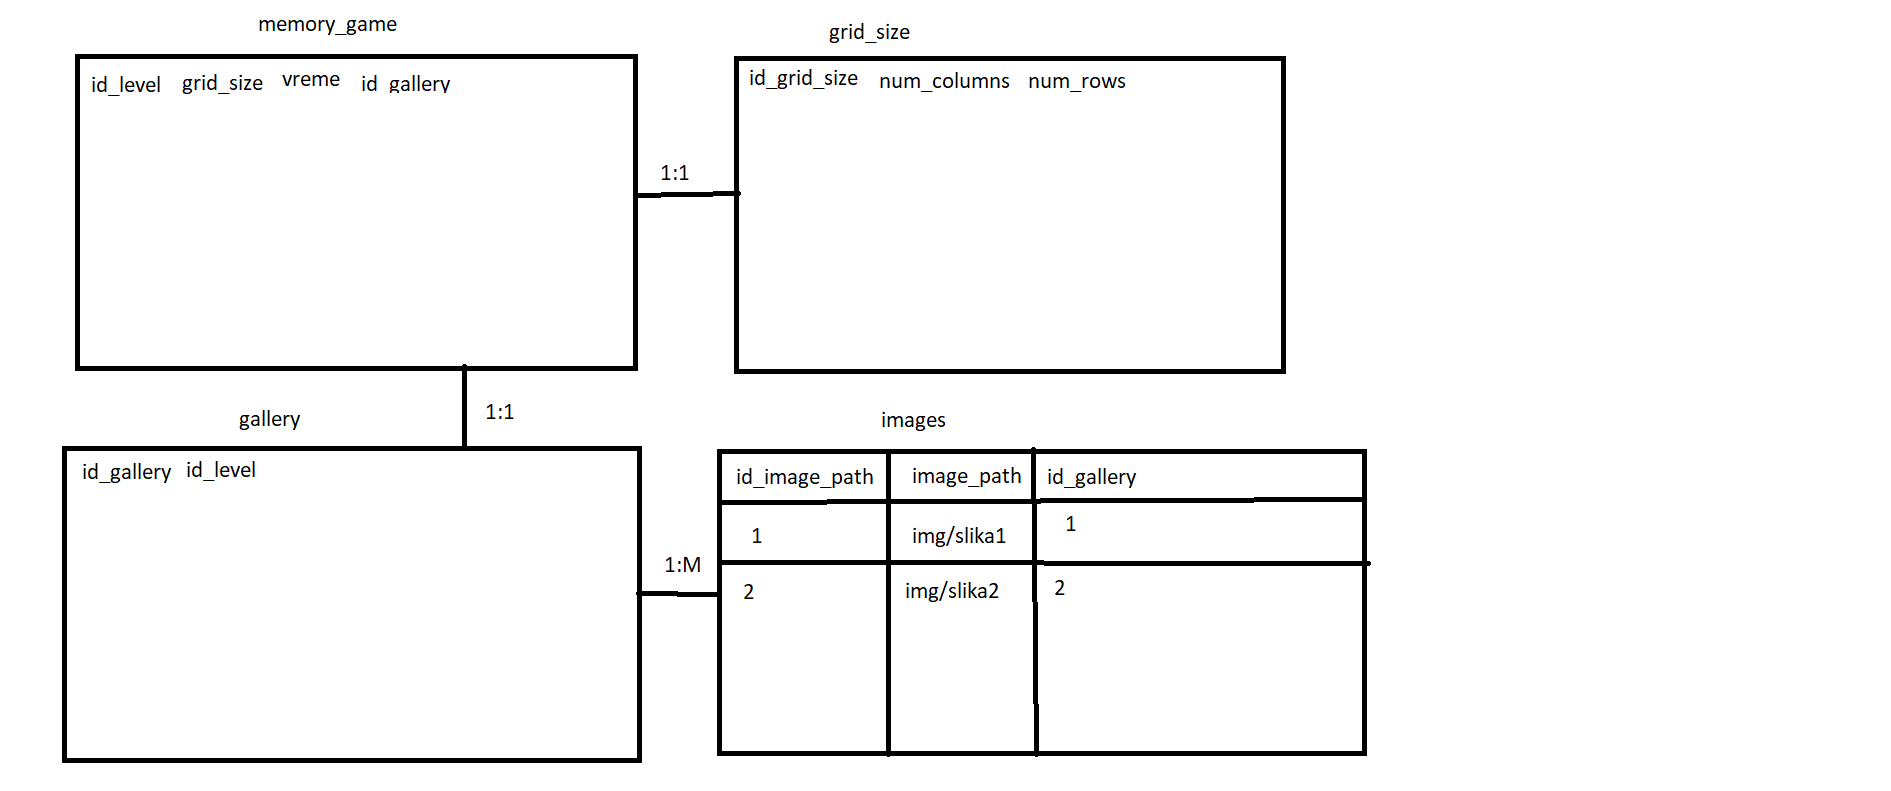 memory_game
id_level grid_size vreme id_gallery
1:1
grid_size
id_grid_size num_columns num_rows
1:1
gallery
id_gallery id_level
1:M
images
id_image_path image_path id_gallery
1 img/slika1 1
2 img/slika2 2